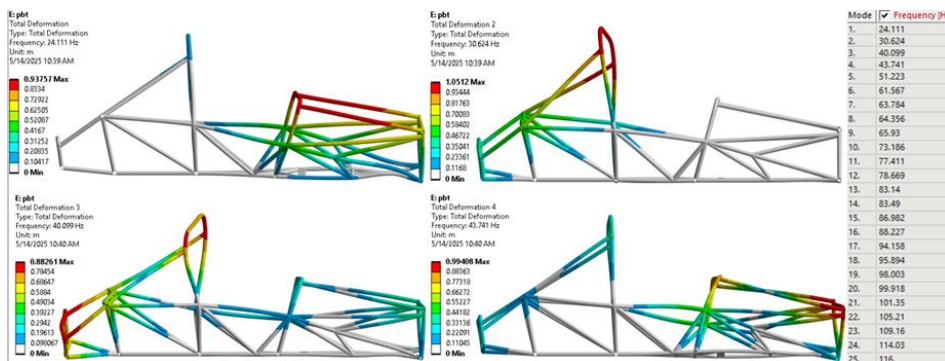 E: pbt
Total Deformation
Type: Total Deformation
Frequency: 24.111 Hz
Unit: m
5/14/2025 10:39 AM
0.93757 Max
0.8334
0.72922
0.62505
0.52087
0.4167
0.31252
0.20835
0.10417
0 Min
E: pbt
Total Deformation 2
Type: Total Deformation
Frequency: 30.624 Hz
Unit: m
5/14/2025 10:39 AM
1.0512 Max
0.93444
0.81763
0.70083
0.58402
0.46722
0.35041
0.23361
0.1168
0 Min
E: pbt
Total Deformation 3
Type: Total Deformation
Frequency: 40.099 Hz
Unit: m
5/14/2025 10:40 AM
0.88261 Max
0.78454
0.68647
0.5884
0.49034
0.39227
0.2942
0.19613
0.098067
0 Min
E: pbt
Total Deformation 4
Type: Total Deformation
Frequency: 43.741 Hz
Unit: m
5/14/2025 10:40 AM
0.99408 Max
0.88363
0.77318
0.66272
0.55227
0.44182
0.33136
0.22091
0.11045
0 Min
Mode Frequency [H
1. 24.111
2. 30.624
3. 40.099
4. 43.741
5. 51.223
6. 61.567
7. 63.784
8. 64.356
9. 65.93
10. 73.186
11. 77.411
12. 78.669
13. 83.14
14. 83.49
15. 86.982
16. 88.227
17. 94.158
18. 95.894
19. 98.003
20. 99.918
21. 101.35
22. 105.21
23. 109.16
24. 114.03
25. 116.